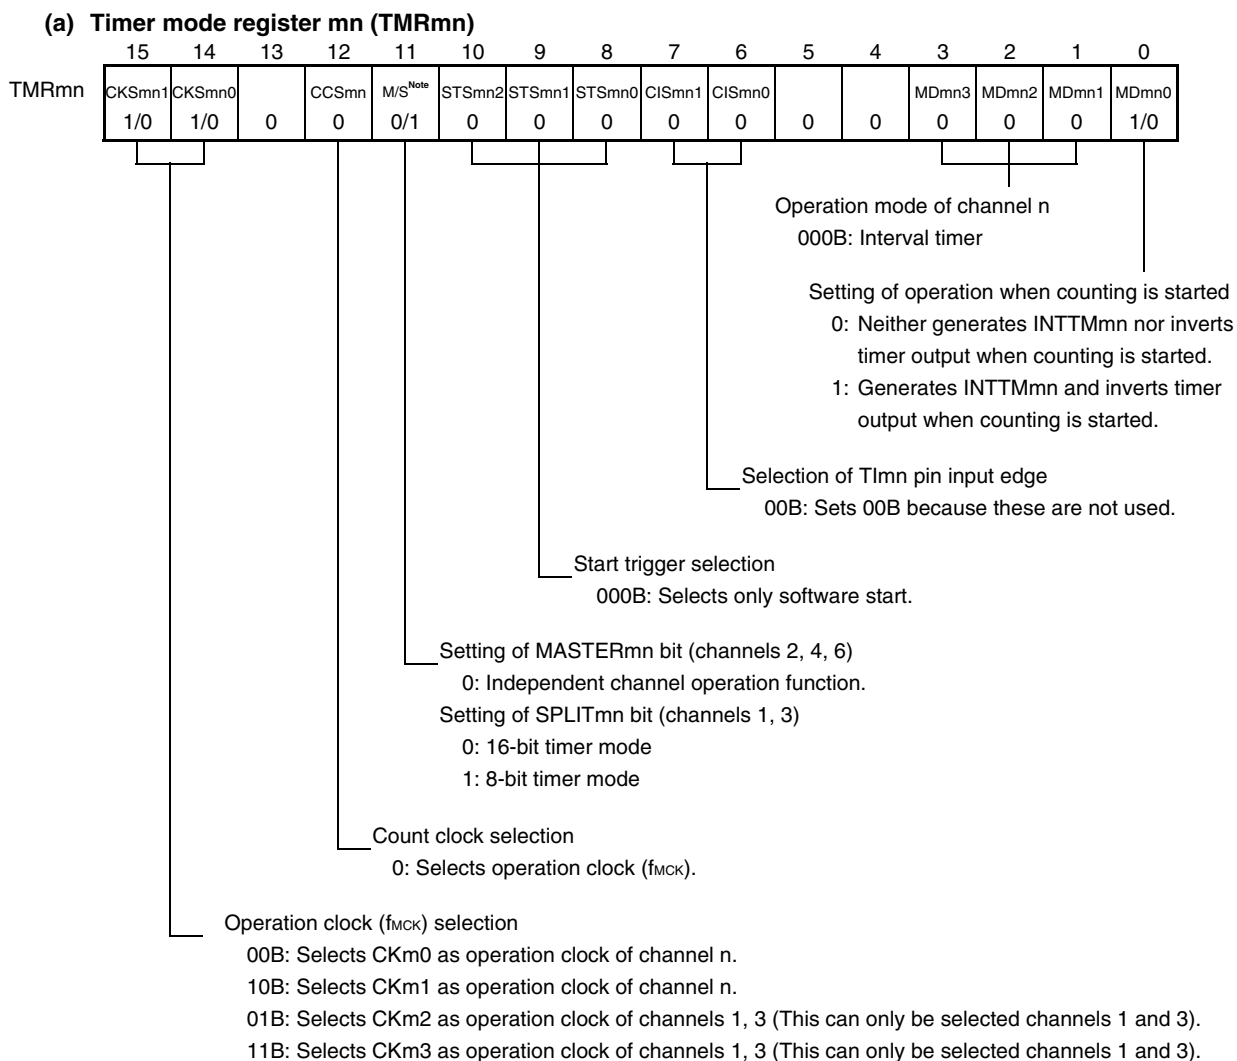 (a) Timer mode register mn (TMRmn)
15 14 13 12 11 10 9 8 7 6 5 4 3 2 1 0
TMRmn CKSmn1 CKSmn0 CCSmn M/SNote STSmn2 STSmn1 STSmn0 CISmn1 CISmn0 MDmn3 MDmn2 MDmn1 MDmn0
1/0 1/0 0 0 0/1 0 0 0 0 0 0 0 0 0 0 1/0
Operation mode of channel n
000B: Interval timer
Setting of operation when counting is started
0: Neither generates INTTMmn nor inverts
timer output when counting is started.
1: Generates INTTMmn and inverts timer
output when counting is started.
Selection of TImn pin input edge
00B: Sets 00B because these are not used.
Start trigger selection
000B: Selects only software start.
Setting of MASTERmn bit (channels 2, 4, 6)
0: Independent channel operation function.
Setting of SPLITmn bit (channels 1, 3)
0: 16-bit timer mode
1: 8-bit timer mode
Count clock selection
0: Selects operation clock (fMCK).
Operation clock (fMCK) selection
00B: Selects CKm0 as operation clock of channel n.
10B: Selects CKm1 as operation clock of channel n.
01B: Selects CKm2 as operation clock of channels 1, 3 (This can only be selected channels 1 and 3).
11B: Selects CKm3 as operation clock of channels 1, 3 (This can only be selected channels 1 and 3).